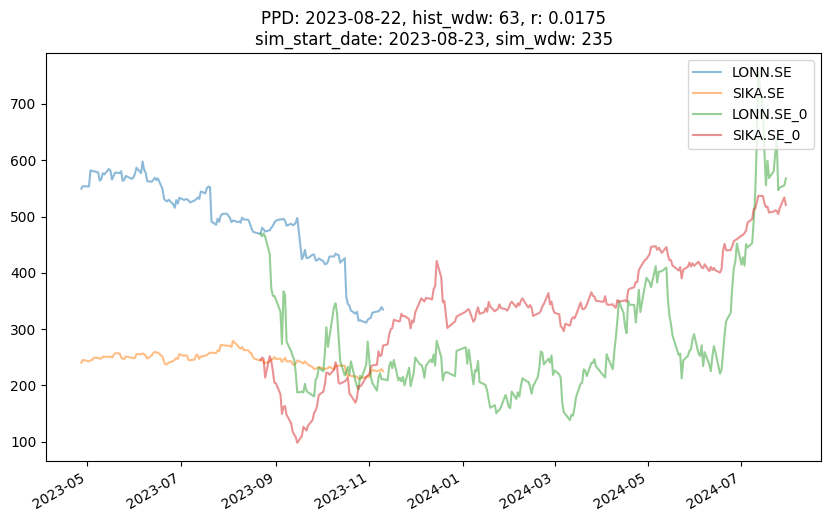 PPD: 2023-08-22, hist_wdw: 63, r: 0.0175
sim_start_date: 2023-08-23, sim_wdw: 235
LONN.SE
SIKA.SE
LONN.SE_0
SIKA.SE_0
700
600
500
400
300
200
100
2023-05
2023-07
2023-09
2023-11
2024-01
2024-03
2024-05
2024-07